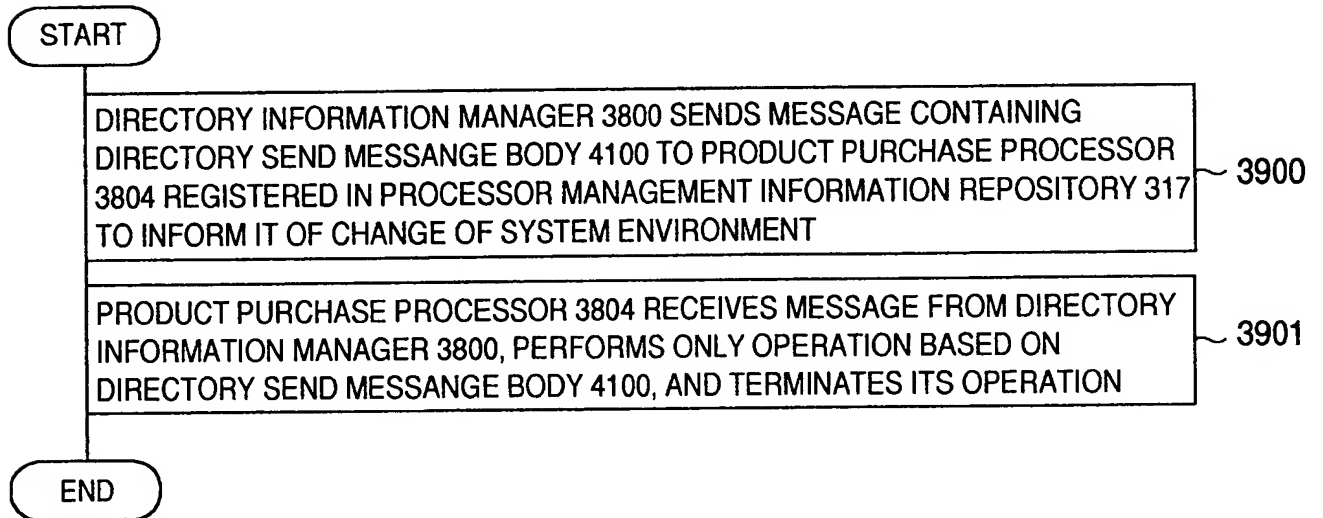 START
DIRECTORY INFORMATION MANAGER 3800 SENDS MESSAGE CONTAINING
DIRECTORY SEND MESSANGE BODY 4100 TO PRODUCT PURCHASE PROCESSOR
3804 REGISTERED IN PROCESSOR MANAGEMENT INFORMATION REPOSITORY 317
TO INFORM IT OF CHANGE OF SYSTEM ENVIRONMENT
3900
PRODUCT PURCHASE PROCESSOR 3804 RECEIVES MESSAGE FROM DIRECTORY
INFORMATION MANAGER 3800, PERFORMS ONLY OPERATION BASED ON
DIRECTORY SEND MESSANGE BODY 4100, AND TERMINATES ITS OPERATION
3901
END